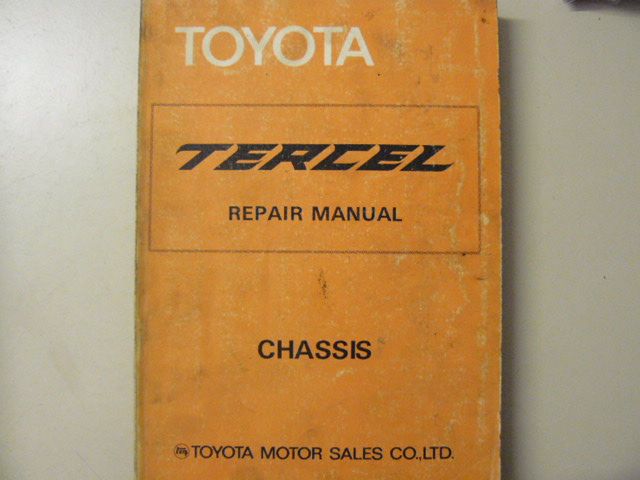 TOYOTA
TERCEL
REPAIR MANUAL
CHASSIS
TOYOTA MOTOR SALES CO.,LTD.